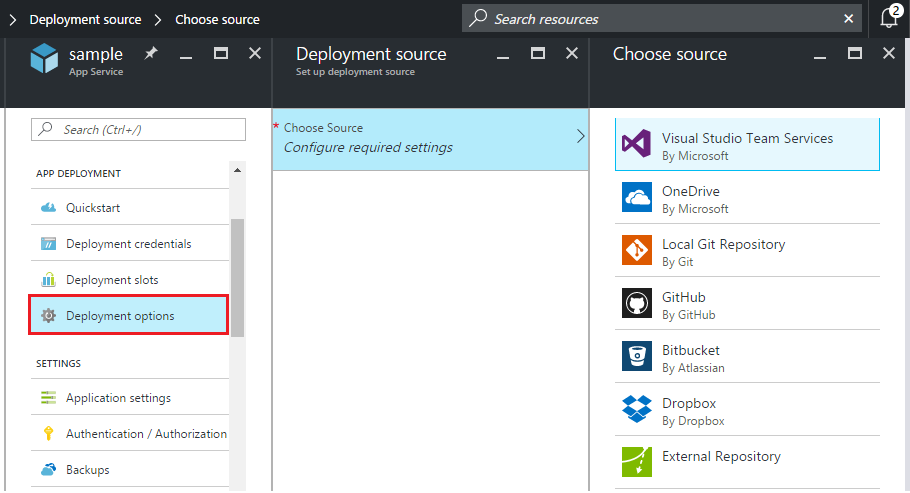 Deployment source
Choose source
Search resources
2
sample
App Service
Search (Ctrl+/)
APP DEPLOYMENT
Quickstart
Deployment credentials
Deployment slots
Deployment options
SETTINGS
Application settings
Authentication / Authorization
Backups
Deployment source
Set up deployment source
* Choose Source
Configure required settings
Choose source
Visual Studio Team Services
By Microsoft
OneDrive
By Microsoft
Local Git Repository
By Git
GitHub
By GitHub
Bitbucket
By Atlassian
Dropbox
By Dropbox
External Repository